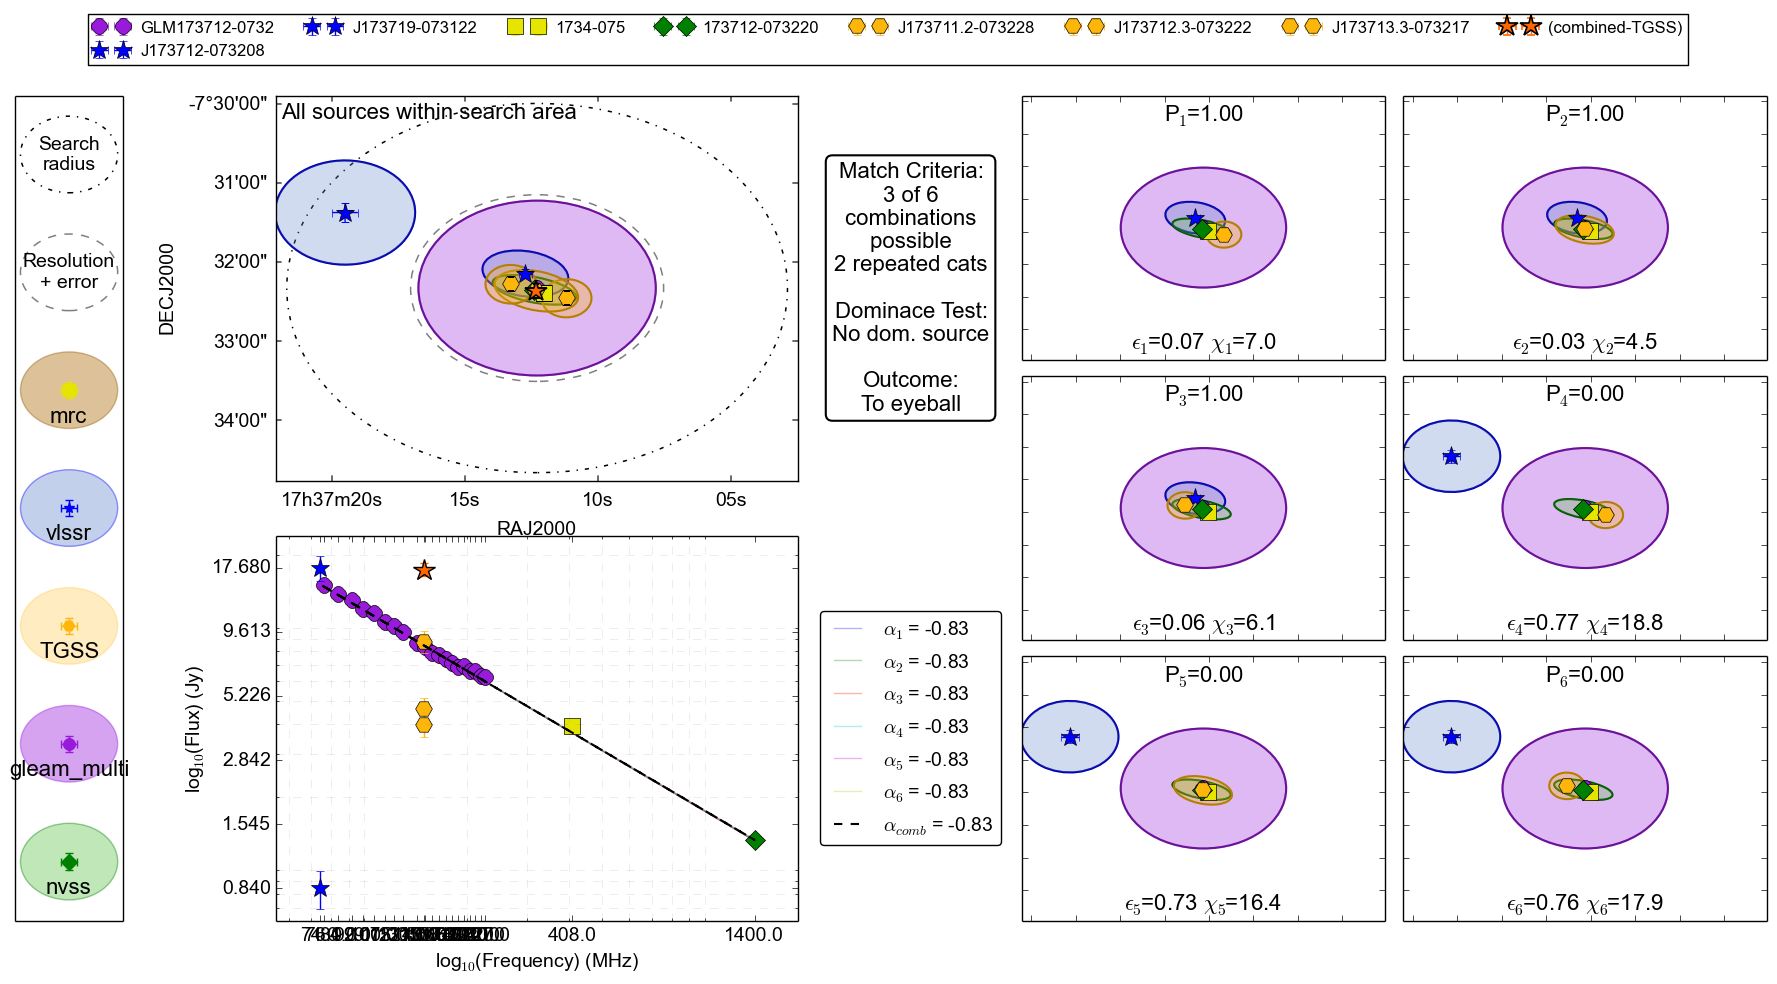 GLM173712-0732
J173719-073122
1734-075
173712-073220
J173711.2-073228
J173712.3-073222
J173713.3-073217
(combined-TGSS)
J173712-073208
Search
radius
Resolution
+ error
mrc
vlssr
TGSS
gleam_multi
nvss
All sources within search area
-7°30'00"
31'00"
32'00"
33'00"
34'00"
DECJ2000
17h37m20s
15s
10s
05s
RAJ2000
Match Criteria:
3 of 6
combinations
possible
2 repeated cats
Dominace Test:
No dom. source
Outcome:
To eyeball
17.680
9.613
5.226
2.842
1.545
0.840
log10(Flux) (Jy)
408.0
1400.0
log10(Frequency) (MHz)
α1 = -0.83
α2 = -0.83
α3 = -0.83
α4 = -0.83
α5 = -0.83
α6 = -0.83
αcomb = -0.83
P1=1.00
ϵ1=0.07 χ1=7.0
P2=1.00
ϵ2=0.03 χ2=4.5
P3=1.00
ϵ3=0.06 χ3=6.1
P4=0.00
ϵ4=0.77 χ4=18.8
P5=0.00
ϵ5=0.73 χ5=16.4
P6=0.00
ϵ6=0.76 χ6=17.9